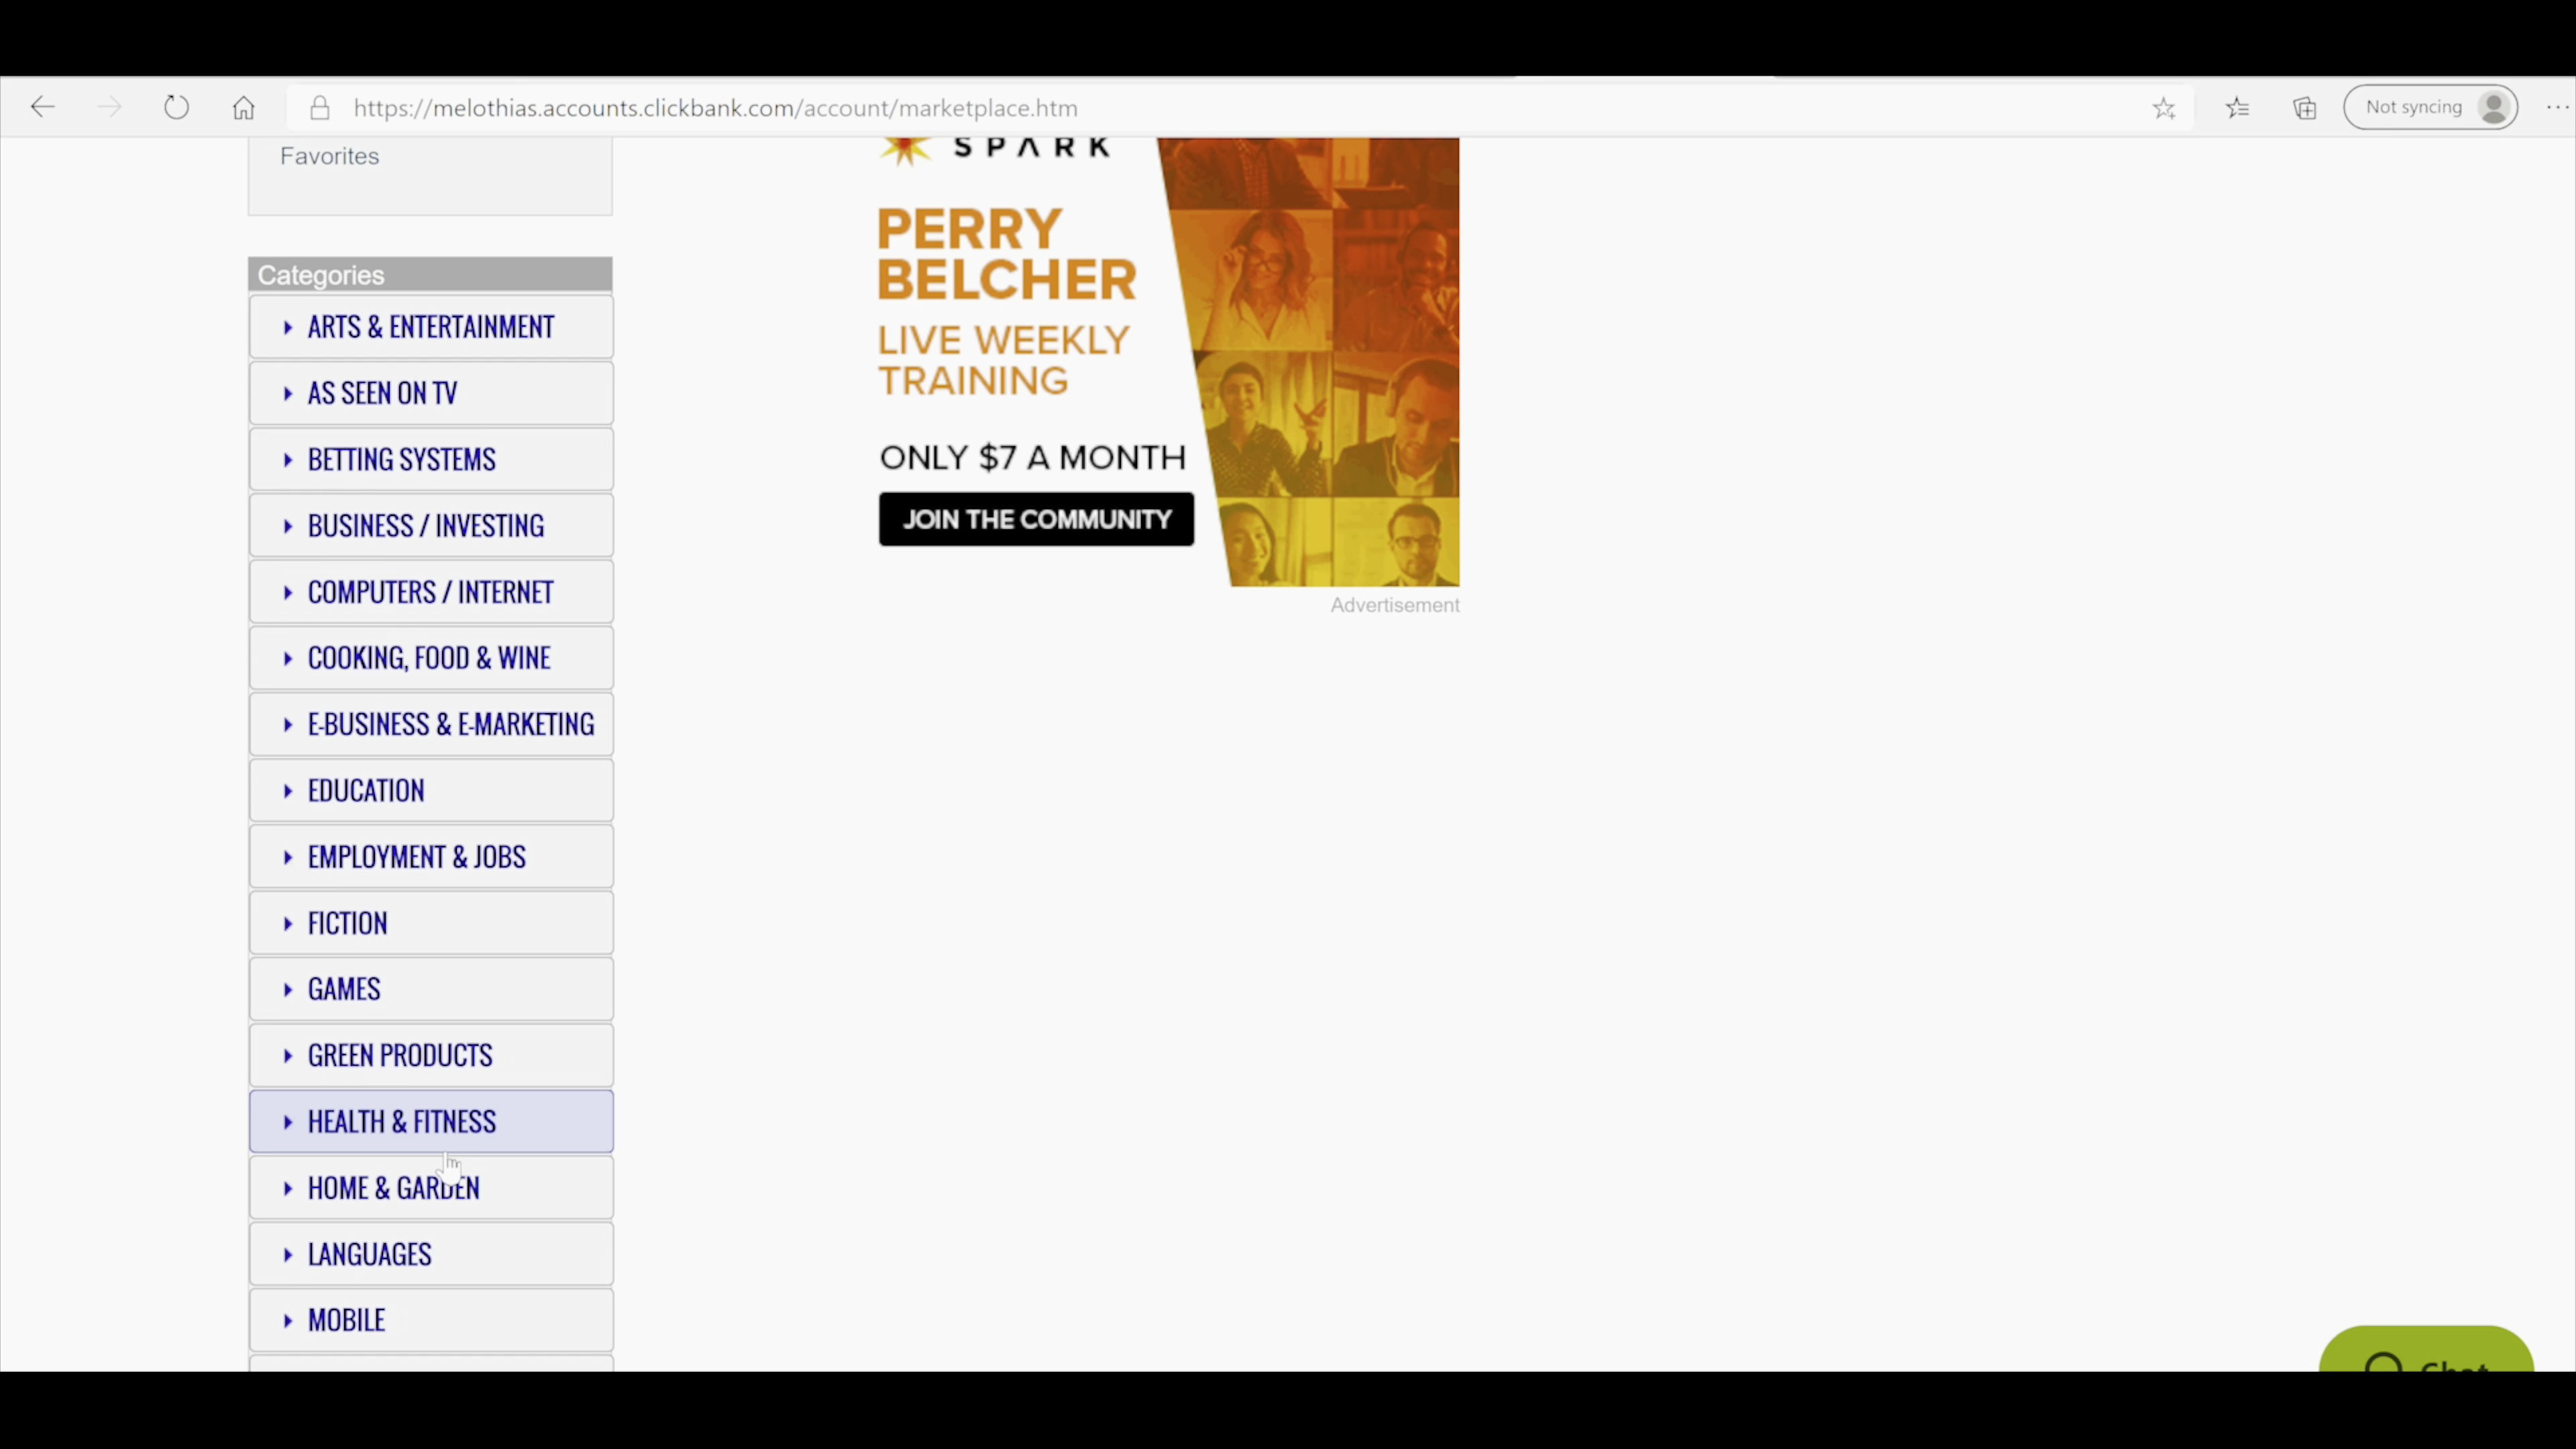 https://melothias.accounts.clickbank.com/account/marketplace.htm
Not syncing
Favorites
Categories
ARTS & ENTERTAINMENT
AS SEEN ON TV
BETTING SYSTEMS
BUSINESS / INVESTING
COMPUTERS / INTERNET
COOKING, FOOD & WINE
E-BUSINESS & E-MARKETING
EDUCATION
EMPLOYMENT & JOBS
FICTION
GAMES
GREEN PRODUCTS
HEALTH & FITNESS
HOME & GARDEN
LANGUAGES
MOBILE
SPARK
PERRY
BELCHER
LIVE WEEKLY
TRAINING
ONLY $7 A MONTH
JOIN THE COMMUNITY
Advertisement
Chat